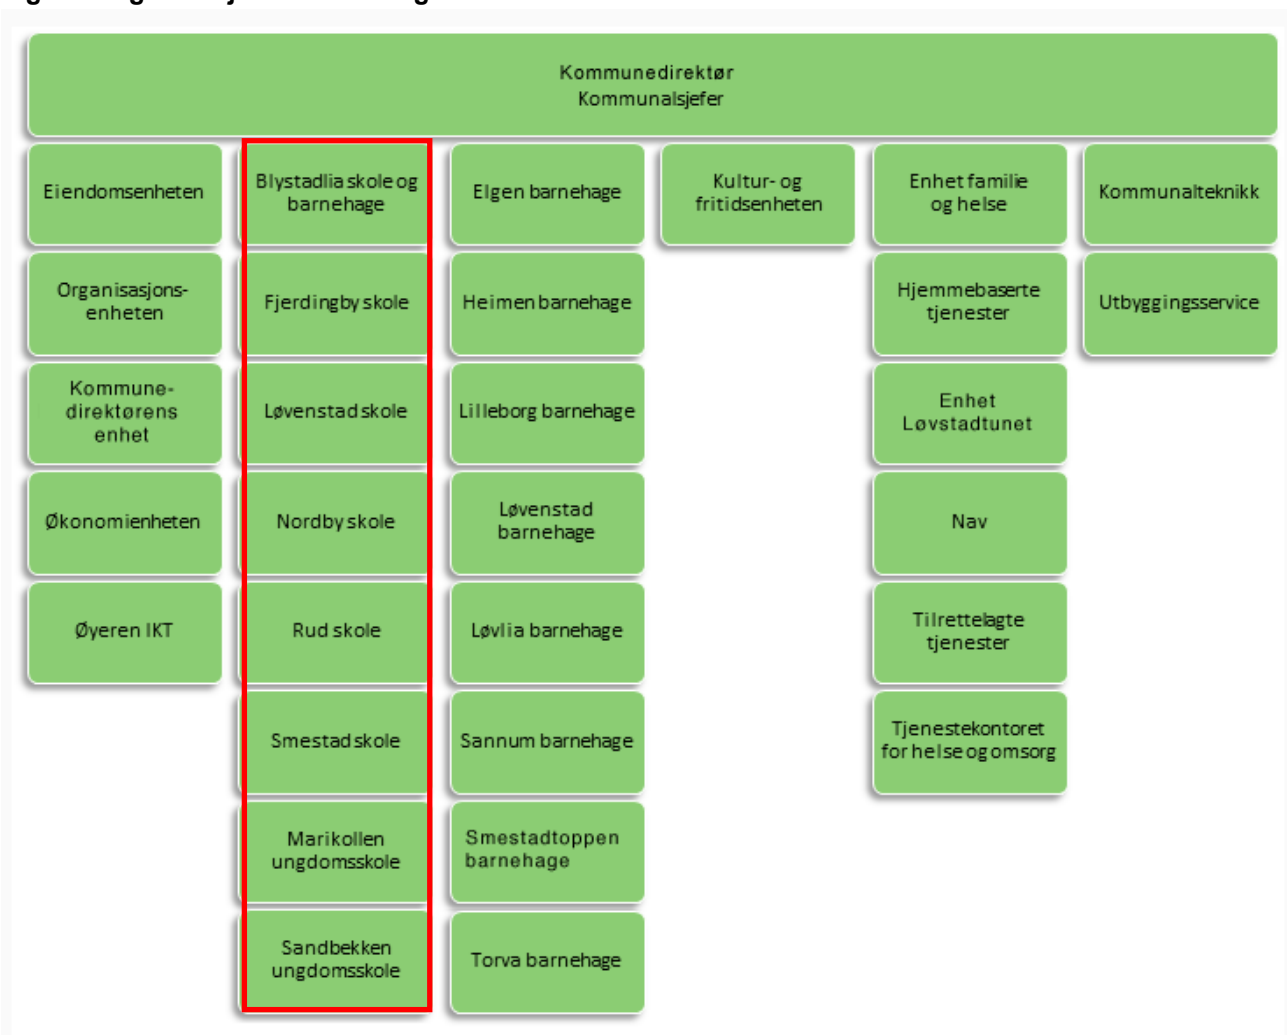 Kommunedirektør
Kommunalsjefer
Eiendomsenheten
Blystadlia skole og
barnehage
Elgen barnehage
Kultur- og
fritidsenheten
Enhet familie
og helse
Kommunalteknikk
Organisasjons-
enheten
Fjerdingby skole
Heimen barnehage
Hjemmebaserte
tjenester
Utbyggingsservice
Kommune-
direktørens
enhet
Løvenstad skole
Lilleborg barnehage
Enhet
Løvstadtunet
Økonomienheten
Nordby skole
Løvenstad
barnehage
Nav
Øyeren IKT
Rud skole
Løvlia barnehage
Tilrettelagte
tjenester
Smestad skole
Sannum barnehage
Tjenestekontoret
for helse og omsorg
Marikollen
ungdomsskole
Smestadtoppen
barnehage
Sandbekken
ungdomsskole
Torva barnehage